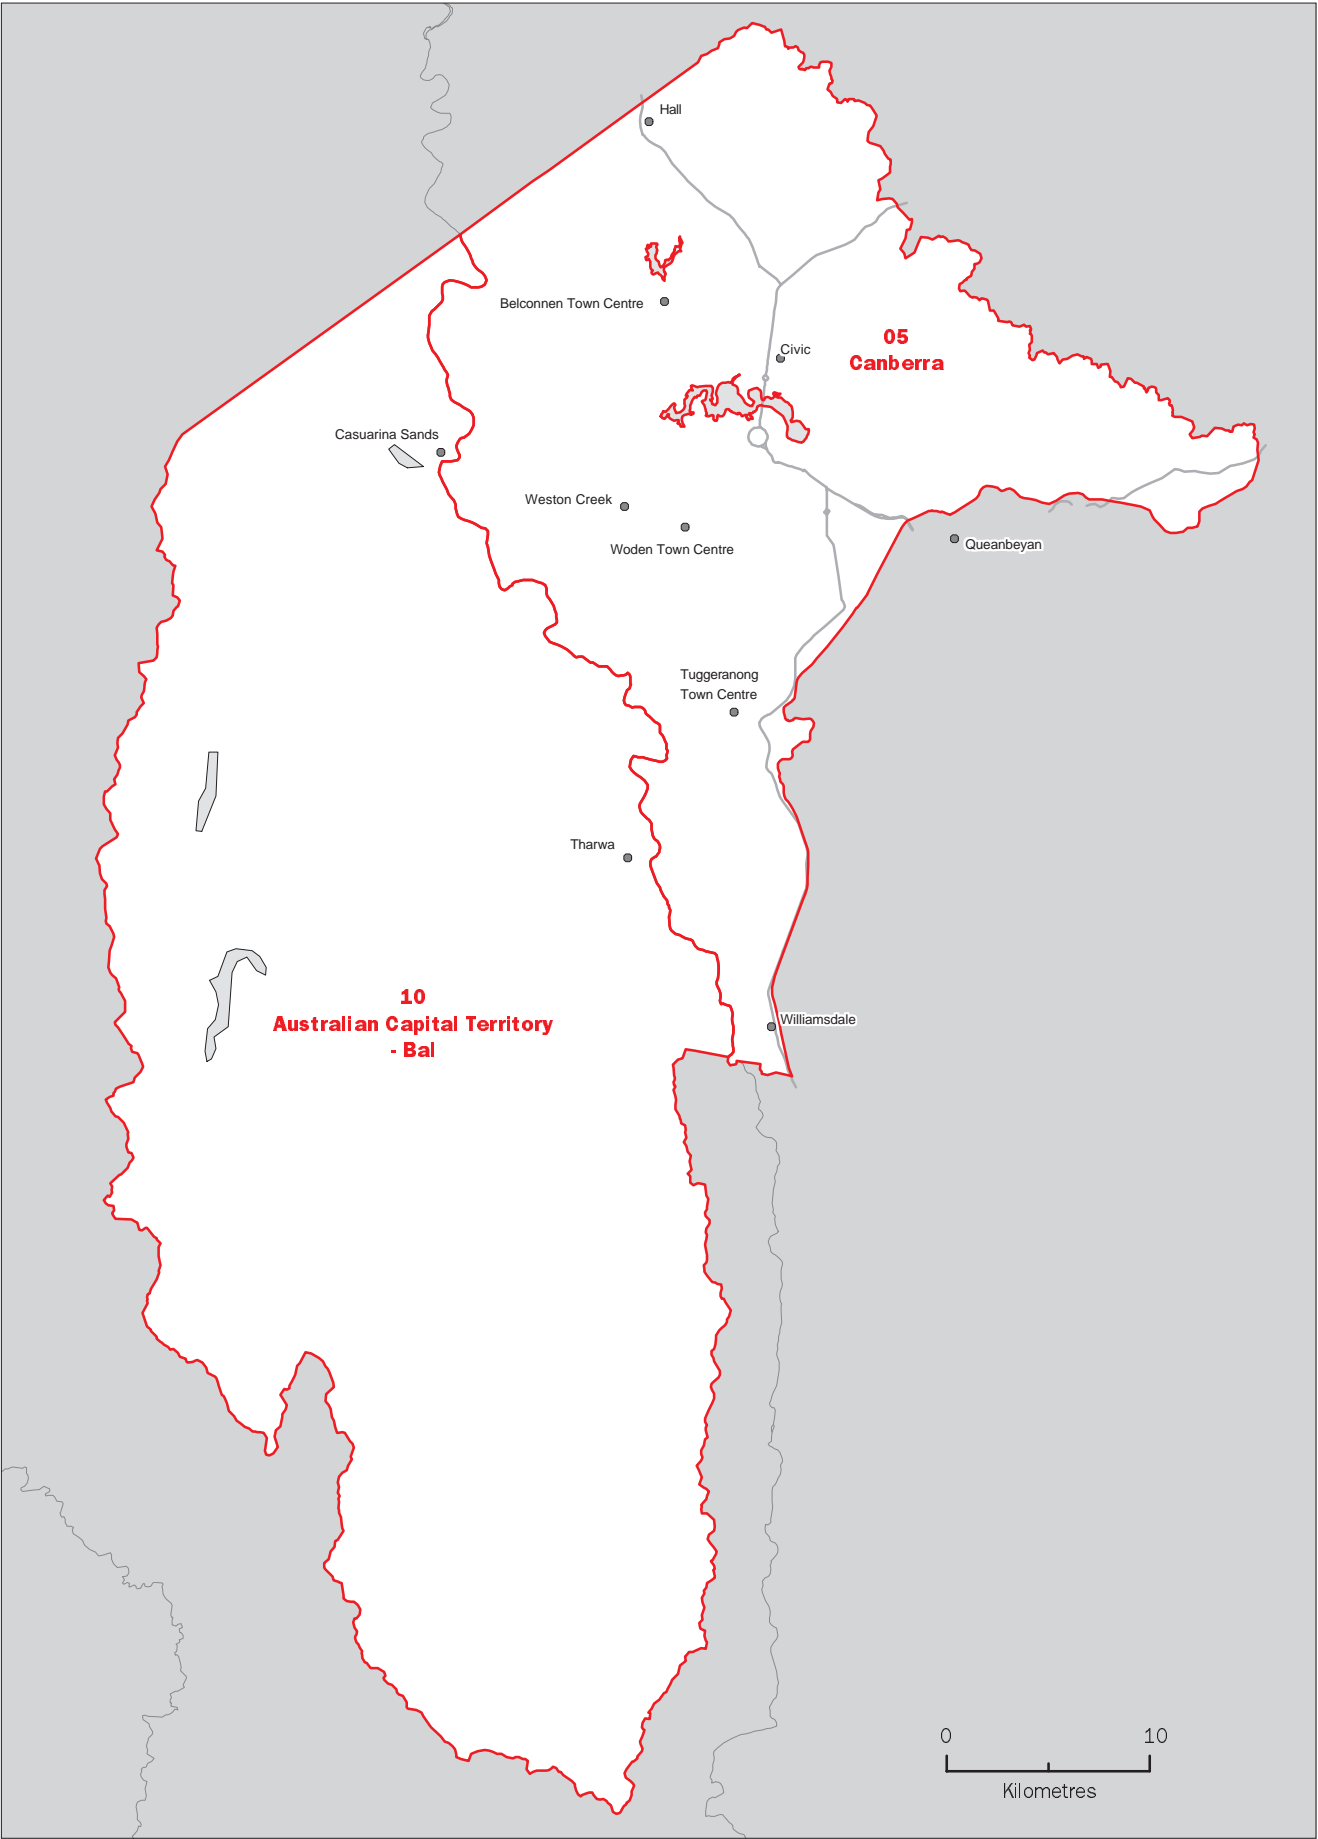 Hall
Belconnen Town Centre
05
Canberra
Civic
Casuarina Sands
Weston Creek
Woden Town Centre
Queanbeyan
Tuggeranong
Town Centre
Tharwa
10
Australian Capital Territory
- Bal
Williamsdale
0 10
Kilometres